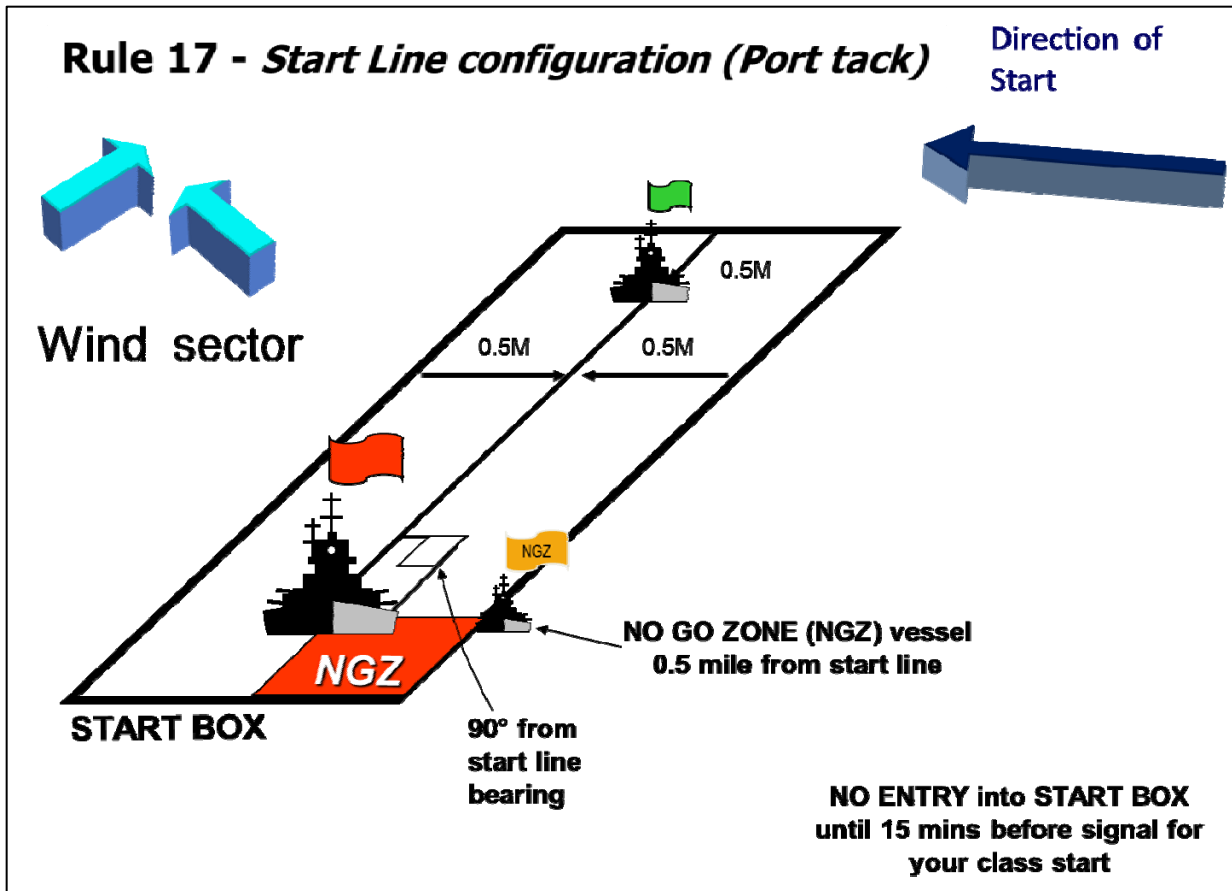 Rule 17 - Start Line configuration (Port tack)
Direction of
Start
Wind sector
0.5M
0.5M
0.5M
NGZ
NO GO ZONE (NGZ) vessel
0.5 mile from start line
NGZ
START BOX
90° from
start line
bearing
NO ENTRY into START BOX
until 15 mins before signal for
your class start